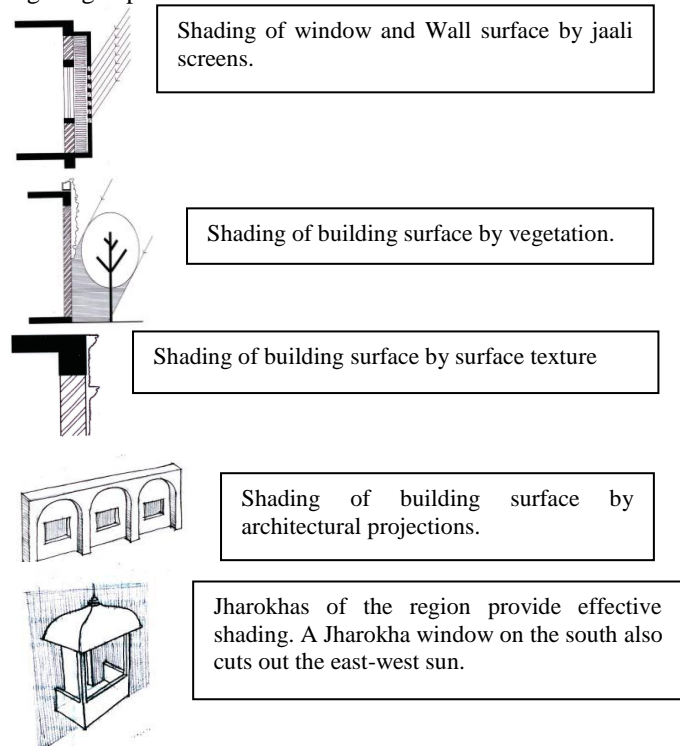 Shading of window and Wall surface by jaali
screens.
Shading of building surface by vegetation.
Shading of building surface by surface texture
Shading of building surface by
architectural projections.
Jharokhas of the region provide effective
shading. A Jharokha window on the south also
cuts out the east-west sun.